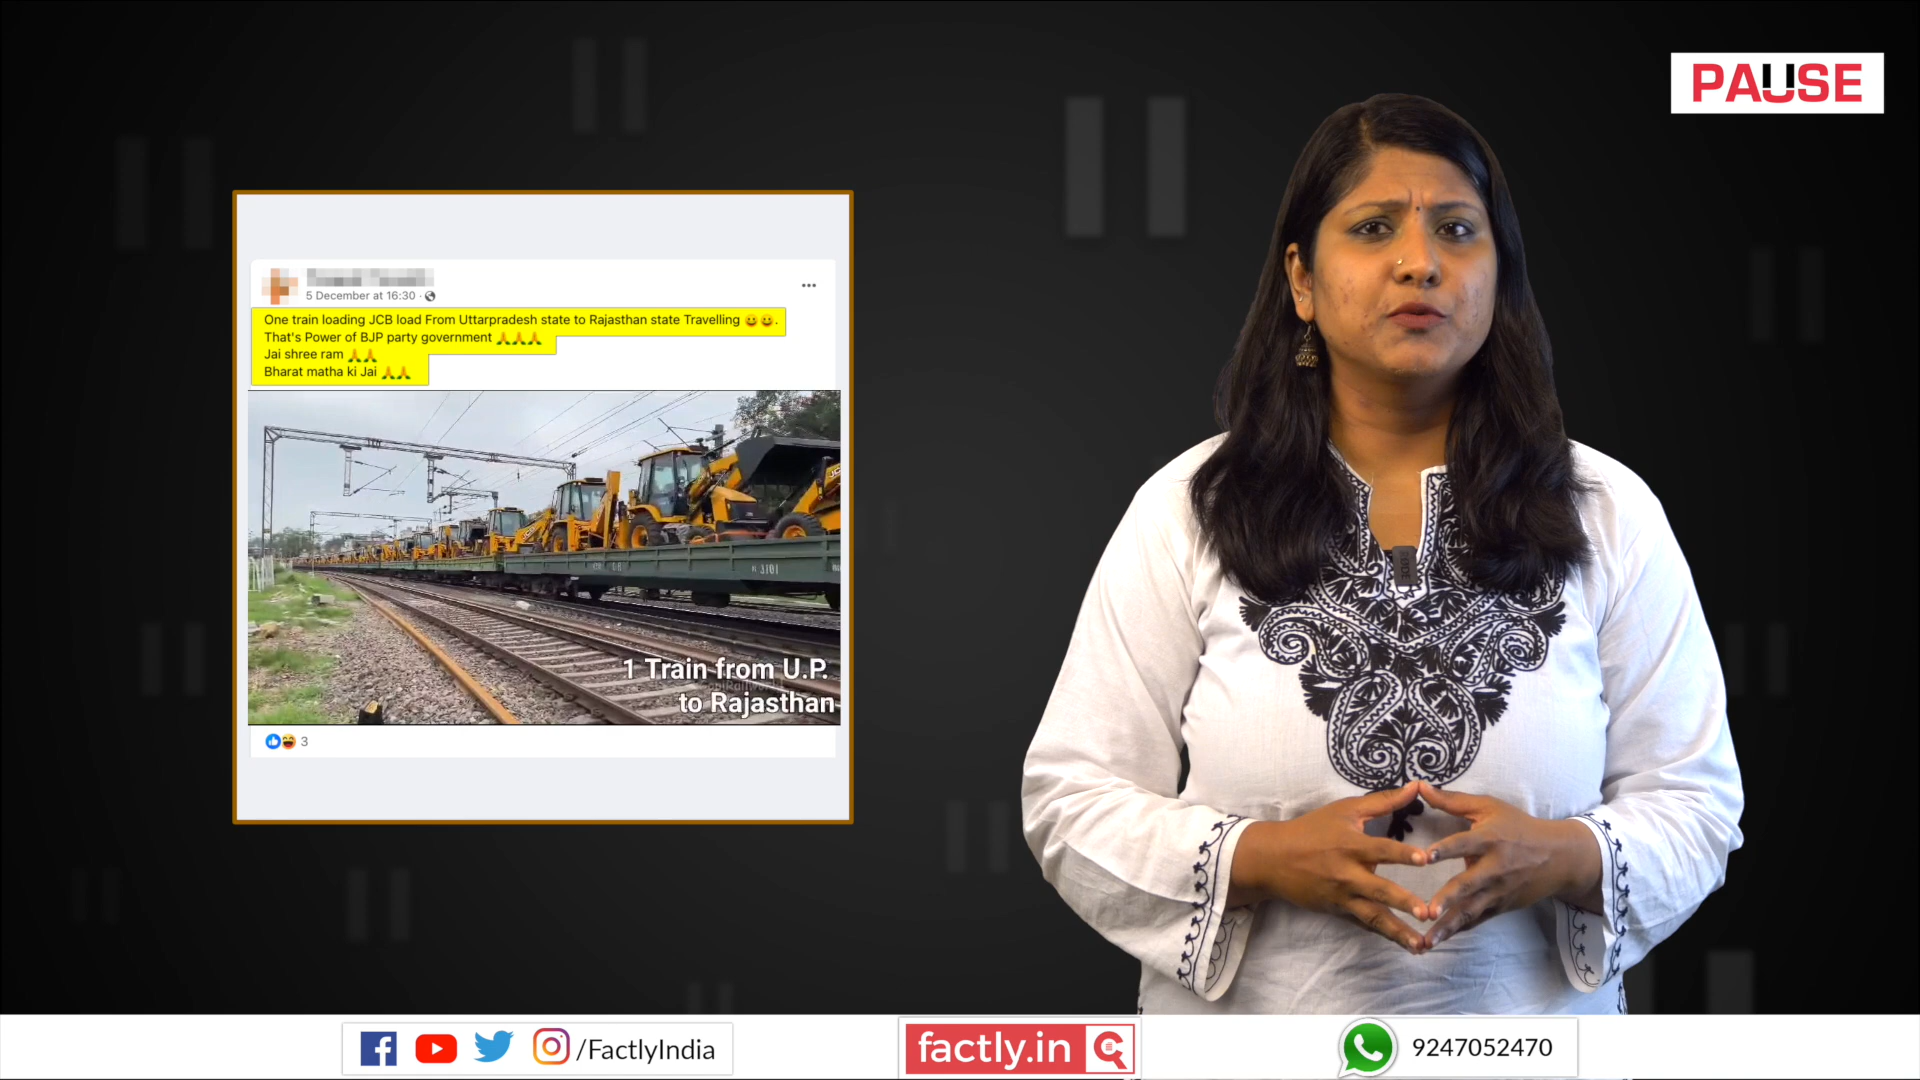 PAUSE
5 December at 16:30
One train loading JCB load From Uttarpradesh state to Rajasthan state Travelling 😆😆.
That's Power of BJP party government 🙏🙏🙏
Jai shree ram 🙏🙏
Bharat matha ki Jai 🙏🙏
1 Train from U.P.
to Rajasthan
3
/FactlyIndia
factly.in
9247052470